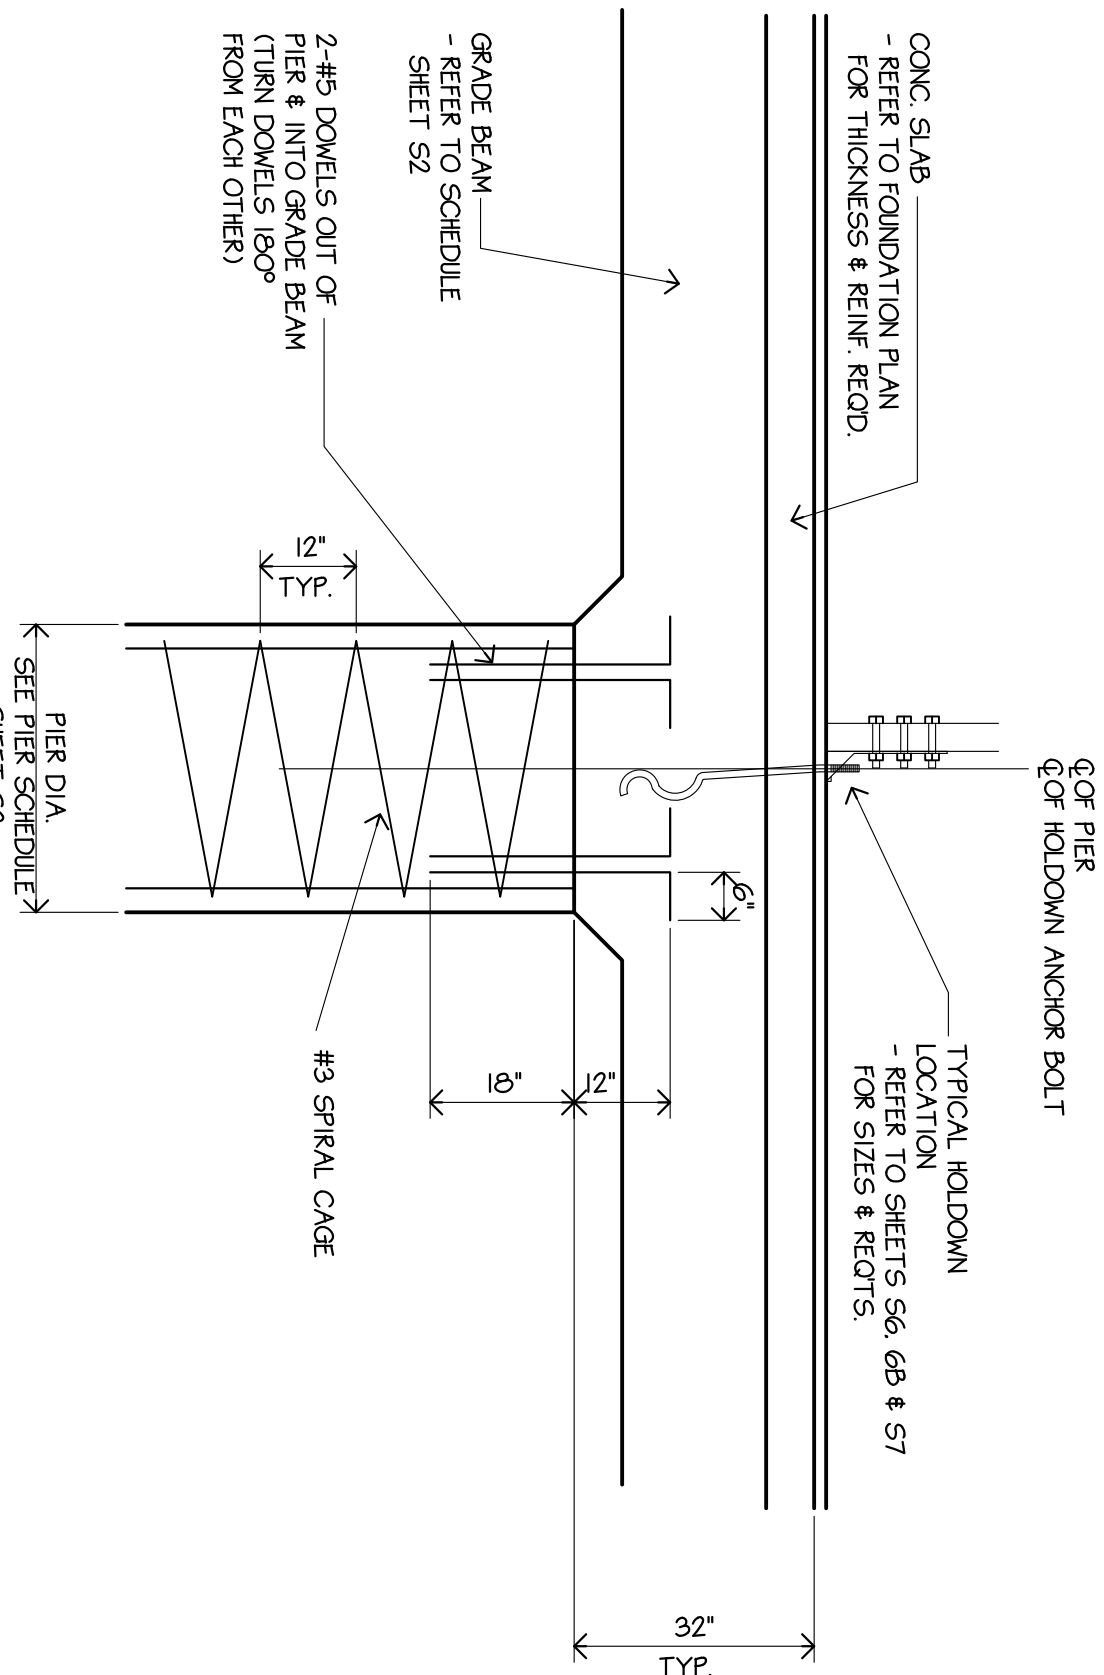 ℄ OF PIER
℄ OF HOLDOWN ANCHOR BOLT
CONC. SLAB
- REFER TO FOUNDATION PLAN
FOR THICKNESS & REINF. REQ'D.
TYPICAL HOLDOWN
LOCATION
- REFER TO SHEETS S6, 6B & S7
FOR SIZES & REQ'TS.
GRADE BEAM
- REFER TO SCHEDULE
SHEET S2
6"
32"
TYP.
12"
18"
2-#5 DOWELS OUT OF
PIER & INTO GRADE BEAM
(TURN DOWELS 180°
FROM EACH OTHER)
12"
TYP.
#3 SPIRAL CAGE
PIER DIA.
SEE PIER SCHEDULE